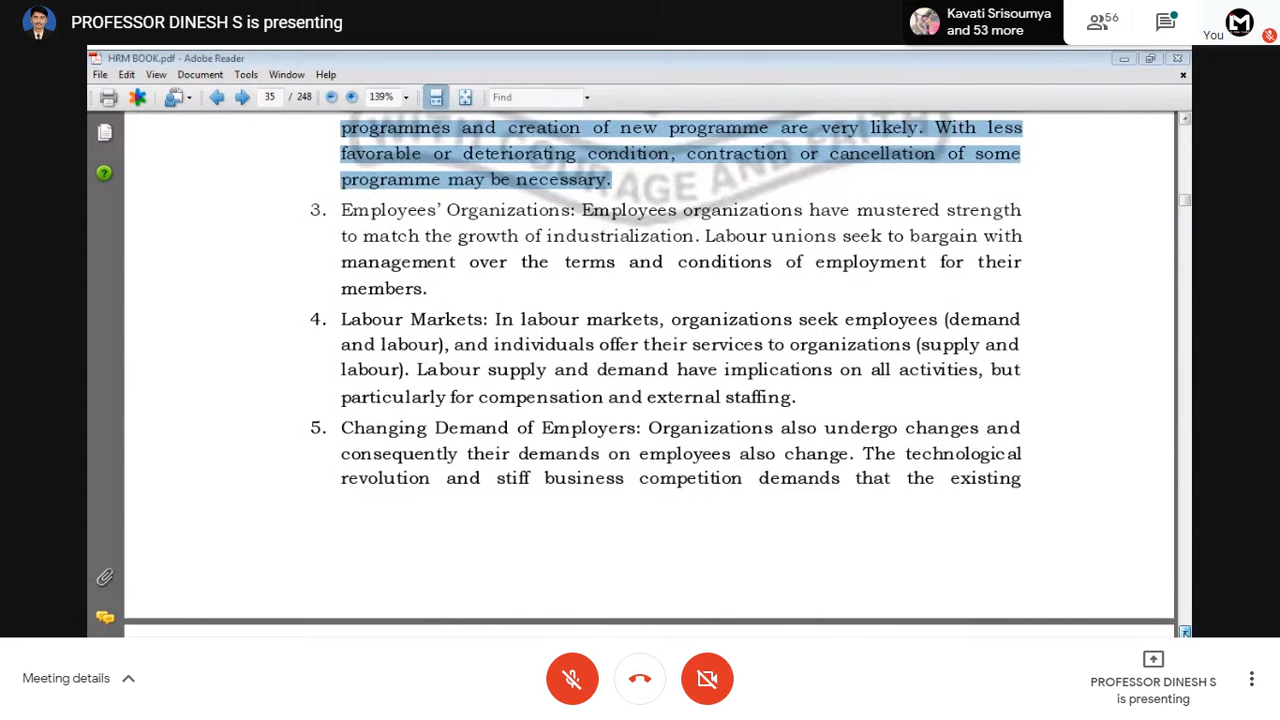 PROFESSOR DINESH S is presenting
Kavati Srisoumya
and 53 more
56
You
HRM BOOK.pdf - Adobe Reader
File Edit View Document Tools Window Help
35 / 248 139% Find
programmes and creation of new programme are very likely. With less
favorable or deteriorating condition, contraction or cancellation of some
programme may be necessary.
WITH COURAGE AND FAITH
3. Employees’ Organizations: Employees organizations have mustered strength
to match the growth of industrialization. Labour unions seek to bargain with
management over the terms and conditions of employment for their
members.
4. Labour Markets: In labour markets, organizations seek employees (demand
and labour), and individuals offer their services to organizations (supply and
labour). Labour supply and demand have implications on all activities, but
particularly for compensation and external staffing.
5. Changing Demand of Employers: Organizations also undergo changes and
consequently their demands on employees also change. The technological
revolution and stiff business competition demands that the existing
Meeting details
PROFESSOR DINESH S
is presenting